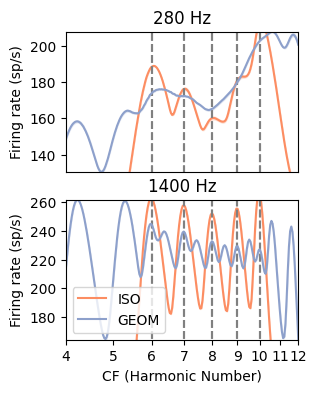 280 Hz
Firing rate (sp/s)
200
180
160
140
1400 Hz
Firing rate (sp/s)
260
240
220
200
180
ISO
GEOM
4 5 6 7 8 9 10 11 12
CF (Harmonic Number)